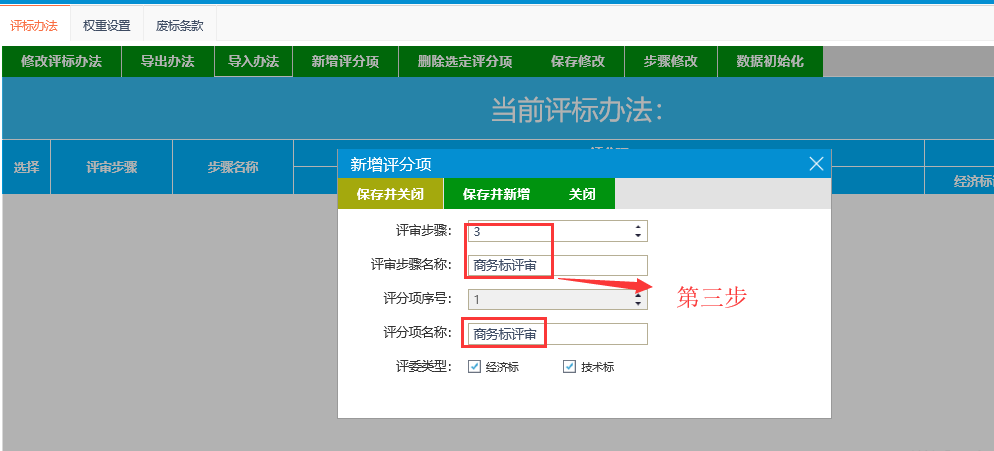 评标办法 权重设置 废标条款
修改评标办法 导出办法 导入办法 新增评分项 删除选定评分项 保存修改 步骤修改 数据初始化
当前评标办法：
选择 评审步骤 步骤名称
经济标
新增评分项
保存并关闭 保存并新增 关闭
评审步骤： 3
评审步骤名称： 商务标评审
第三步
评分项序号： 1
评分项名称： 商务标评审
评委类型： 经济标 技术标